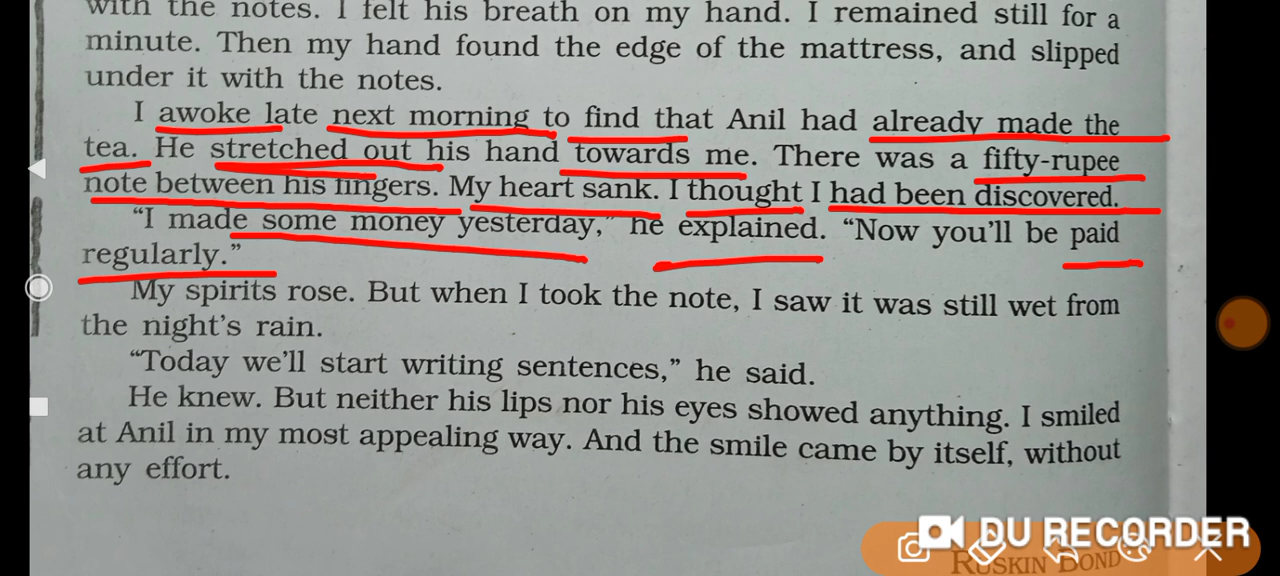 with the notes. I felt his breath on my hand. I remained still for a
minute. Then my hand found the edge of the mattress, and slipped
under it with the notes.
I awoke late next morning to find that Anil had already made the
tea. He stretched out his hand towards me. There was a fifty-rupee
note between his fingers. My heart sank. I thought I had been discovered.
“I made some money yesterday,” he explained. “Now you’ll be paid
regularly.”
My spirits rose. But when I took the note, I saw it was still wet from
the night’s rain.
“Today we’ll start writing sentences,” he said.
He knew. But neither his lips nor his eyes showed anything. I smiled
at Anil in my most appealing way. And the smile came by itself, without
any effort.
DU RECORDER
RUSKIN BOND